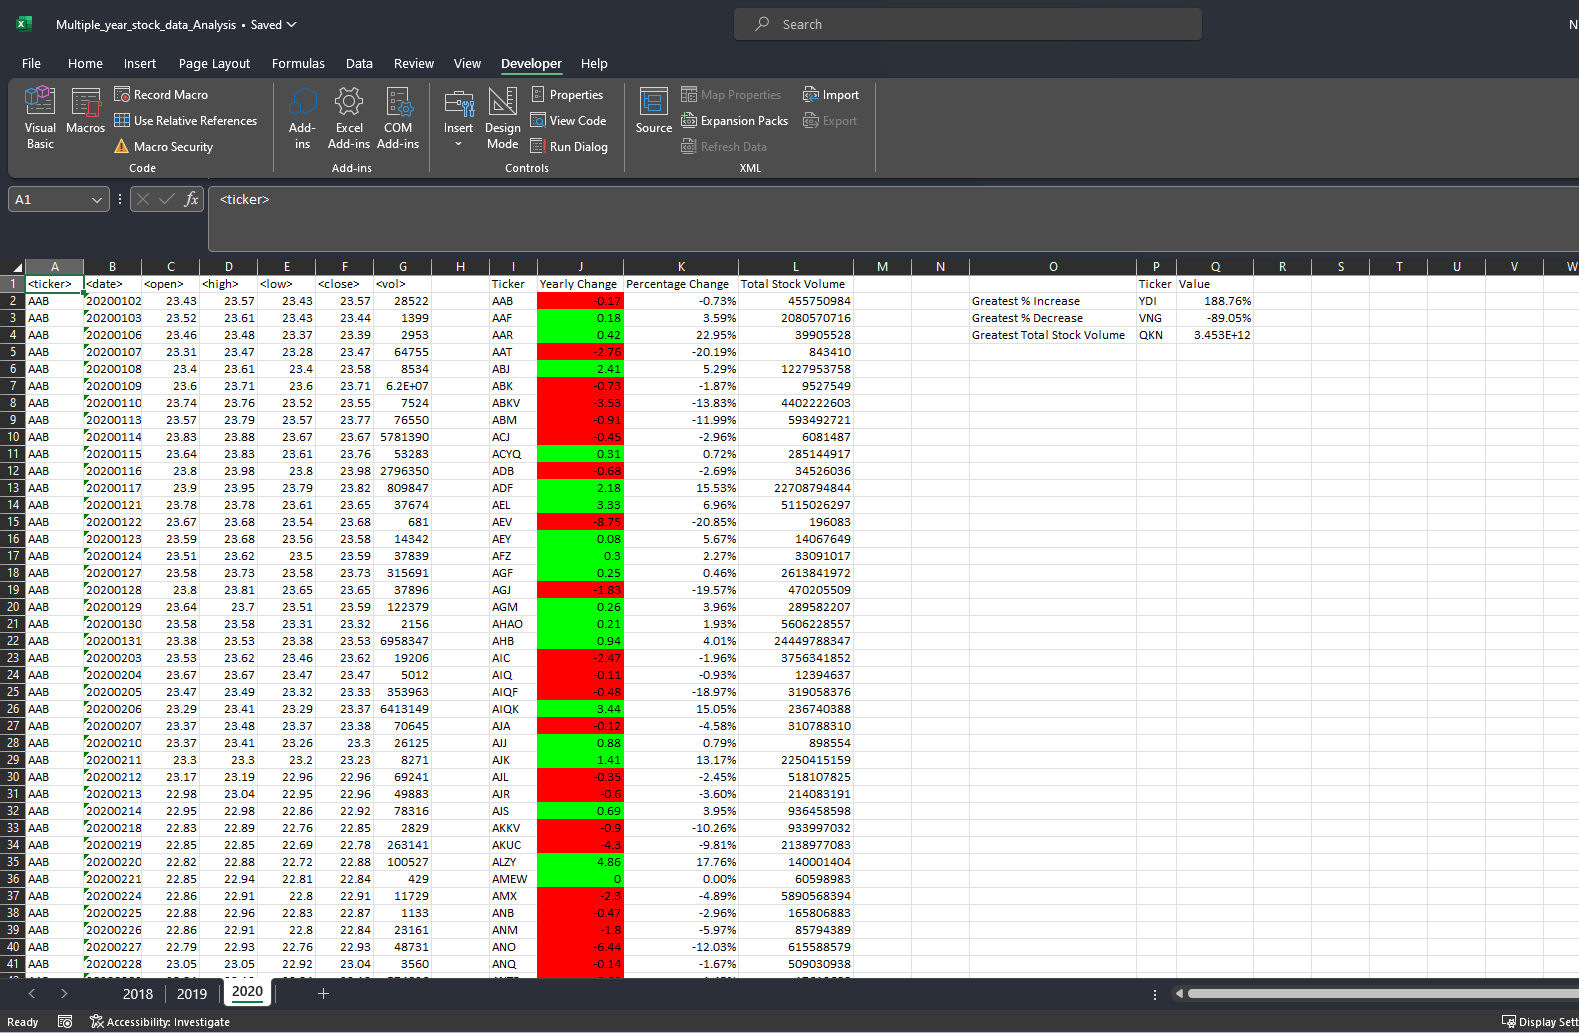 Multiple_year_stock_data_Analysis • Saved
Search
File Home Insert Page Layout Formulas Data Review View Developer Help
Visual Basic
Macros
Record Macro
Use Relative References
Macro Security
Code
Add-ins
Excel Add-ins
COM Add-ins
Add-ins
Insert
Design Mode
Properties
View Code
Run Dialog
Controls
Source
Map Properties
Expansion Packs
Refresh Data
Import
Export
XML
A1 fx <ticker>
A B C D E F G H I J K L M N O P Q R S T U V W
1 <ticker> <date> <open> <high> <low> <close> <vol> Ticker Yearly Change Percentage Change Total Stock Volume Ticker Value
2 AAB 20200102 23.43 23.57 23.43 23.57 28522 AAB -0.17 -0.73% 455750984 Greatest % Increase YDI 188.76%
3 AAB 20200103 23.52 23.61 23.43 23.44 1399 AAF 0.18 3.59% 2080570716 Greatest % Decrease VNG -89.05%
4 AAB 20200106 23.46 23.48 23.37 23.39 2953 AAR 0.42 22.95% 39905528 Greatest Total Stock Volume QKN 3.453E+12
5 AAB 20200107 23.31 23.47 23.28 23.47 64755 AAT -2.76 -20.19% 843410
6 AAB 20200108 23.4 23.61 23.4 23.58 8534 ABJ 2.41 5.29% 1227953758
7 AAB 20200109 23.6 23.71 23.6 23.71 6.2E+07 ABK -0.73 -1.87% 9527549
8 AAB 20200110 23.74 23.76 23.52 23.55 7524 ABKV -3.53 -13.83% 4402222603
9 AAB 20200113 23.57 23.79 23.57 23.77 76550 ABM -0.91 -11.99% 593492721
10 AAB 20200114 23.83 23.88 23.67 23.67 5781390 ACJ -0.45 -2.96% 6081487
11 AAB 20200115 23.64 23.83 23.61 23.76 53283 ACYQ 0.31 0.72% 285144917
12 AAB 20200116 23.8 23.98 23.8 23.98 2796350 ADB -0.68 -2.69% 34526036
13 AAB 20200117 23.9 23.95 23.79 23.82 809847 ADF 2.18 15.53% 22708794844
14 AAB 20200121 23.78 23.78 23.61 23.65 37674 AEL 3.33 6.96% 5115026297
15 AAB 20200122 23.67 23.68 23.54 23.68 681 AEV -8.75 -20.85% 196083
16 AAB 20200123 23.59 23.68 23.56 23.58 14342 AEY 0.08 5.67% 14067649
17 AAB 20200124 23.51 23.62 23.5 23.59 37839 AFZ 0.3 2.27% 33091017
18 AAB 20200127 23.58 23.73 23.58 23.73 315691 AGF 0.25 0.46% 2613841972
19 AAB 20200128 23.8 23.81 23.65 23.65 37896 AGJ -1.83 -19.57% 470205509
20 AAB 20200129 23.64 23.7 23.51 23.59 122379 AGM 0.26 3.96% 289582207
21 AAB 20200130 23.58 23.58 23.31 23.32 2156 AHAO 0.21 1.93% 5606228557
22 AAB 20200131 23.38 23.53 23.38 23.53 6958347 AHB 0.94 4.01% 24449788347
23 AAB 20200203 23.53 23.62 23.46 23.62 19206 AIC -2.47 -1.96% 3756341852
24 AAB 20200204 23.67 23.67 23.47 23.47 5012 AIQ -0.11 -0.93% 12394637
25 AAB 20200205 23.47 23.49 23.32 23.33 353963 AIQF -0.48 -18.97% 319058376
26 AAB 20200206 23.29 23.41 23.29 23.37 6413149 AIQK 3.44 15.05% 236740388
27 AAB 20200207 23.37 23.48 23.37 23.38 70645 AJA -0.12 -4.58% 310788310
28 AAB 20200210 23.37 23.41 23.26 23.3 26125 AJJ 0.88 0.79% 898554
29 AAB 20200211 23.3 23.3 23.2 23.23 8271 AJK 1.41 13.17% 2250415159
30 AAB 20200212 23.17 23.19 22.96 22.96 69241 AJL -0.35 -2.45% 518107825
31 AAB 20200213 22.98 23.04 22.95 22.96 49883 AJR -0.6 -3.60% 214083191
32 AAB 20200214 22.95 22.98 22.86 22.92 78316 AJS 0.69 3.95% 936458598
33 AAB 20200218 22.83 22.89 22.76 22.85 2829 AKKV -0.9 -10.26% 933997032
34 AAB 20200219 22.85 22.85 22.69 22.78 263141 AKUC -4.3 -9.81% 2138977083
35 AAB 20200220 22.82 22.88 22.72 22.88 100527 ALZY 4.86 17.76% 140001404
36 AAB 20200221 22.85 22.94 22.81 22.84 429 AMEW 0 0.00% 60598983
37 AAB 20200224 22.86 22.91 22.8 22.91 11729 AMX -2.3 -4.89% 5890568394
38 AAB 20200225 22.88 22.96 22.83 22.87 1133 ANB -0.47 -2.96% 165806883
39 AAB 20200226 22.86 22.91 22.8 22.84 23161 ANM -1.8 -5.97% 85794389
40 AAB 20200227 22.79 22.93 22.76 22.93 48731 ANO -6.44 -12.03% 615588579
41 AAB 20200228 23.05 23.05 22.92 23.04 3560 ANQ -0.14 -1.67% 509030938
2018 2019 2020
Ready Accessibility: Investigate Display Sett